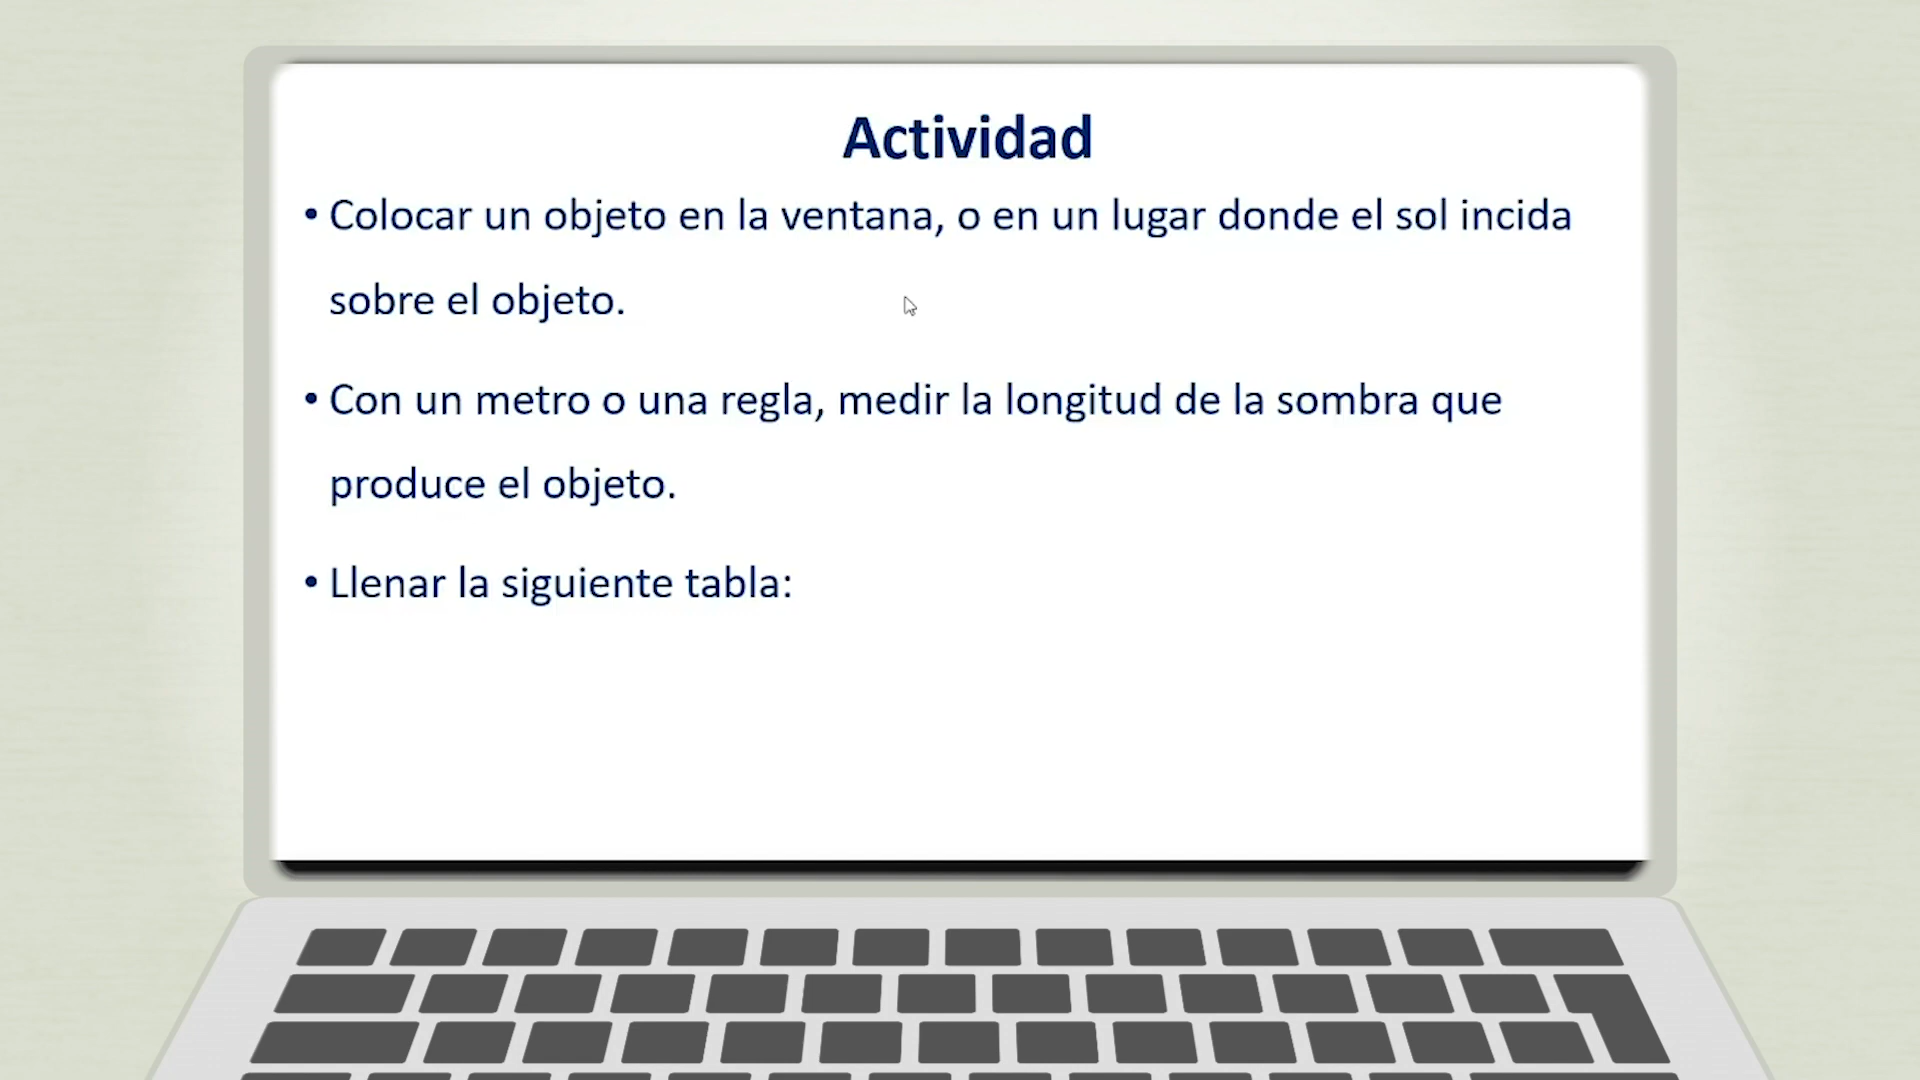 Actividad
• Colocar un objeto en la ventana, o en un lugar donde el sol incida
sobre el objeto.
• Con un metro o una regla, medir la longitud de la sombra que
produce el objeto.
• Llenar la siguiente tabla: